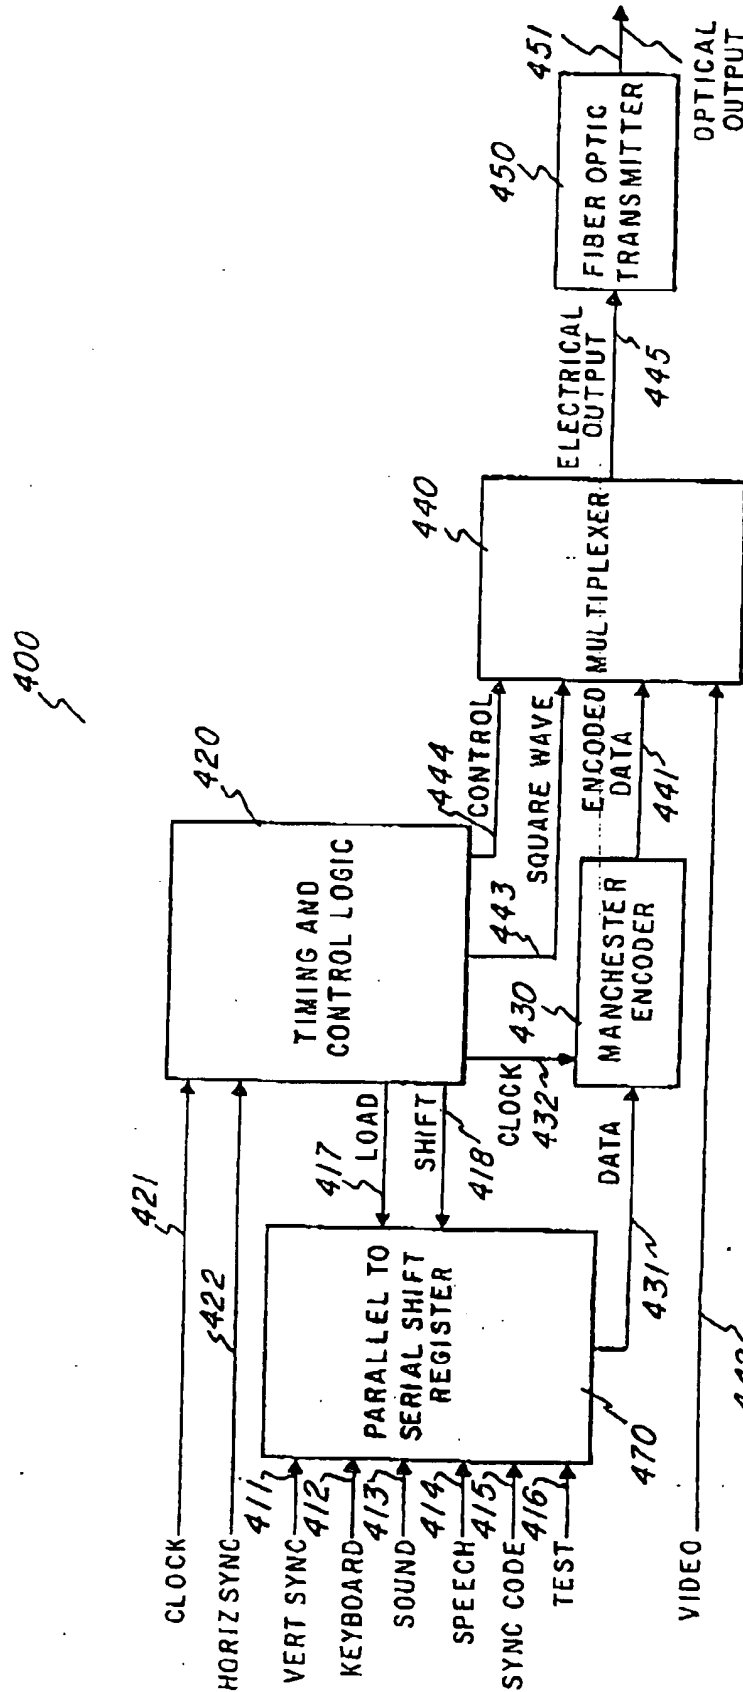 400
CLOCK
421
HORIZ SYNC
422
VERT SYNC
411
KEYBOARD
412
SOUND
413
SPEECH
414
SYNC CODE
415
TEST
416
VIDEO
PARALLEL TO
SERIAL SHIFT
REGISTER
470
417
LOAD
SHIFT
418
TIMING AND
CONTROL LOGIC
420
CLOCK
432
DATA
431
430
MANCHESTER
ENCODER
444
CONTROL
443
SQUARE WAVE
ENCODED
DATA
441
440
MULTIPLEXER
ELECTRICAL
OUTPUT
445
450
FIBER OPTIC
TRANSMITTER
451
OPTICAL
OUTPUT